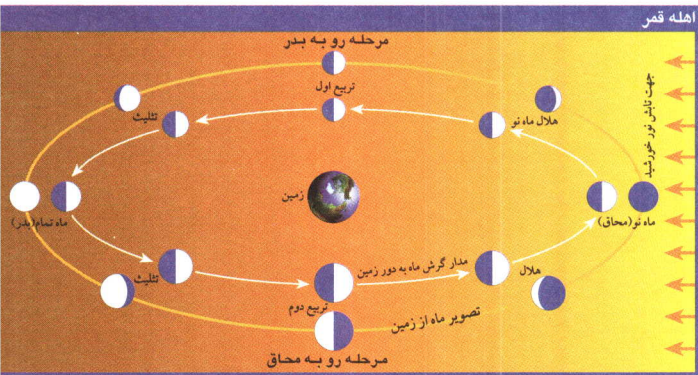 اهله قمر
مرحله رو به بدر
جهت تابش نور خورشید
تربیع اول
هلال ماه نو
تثلیث
زمین
ماه نو(محاق)
ماه تمام(بدر)
هلال
مدار گرش ماه به دور زمین
تثلیث
تربیع دوم
تصویر ماه از زمین
مرحله رو به محاق